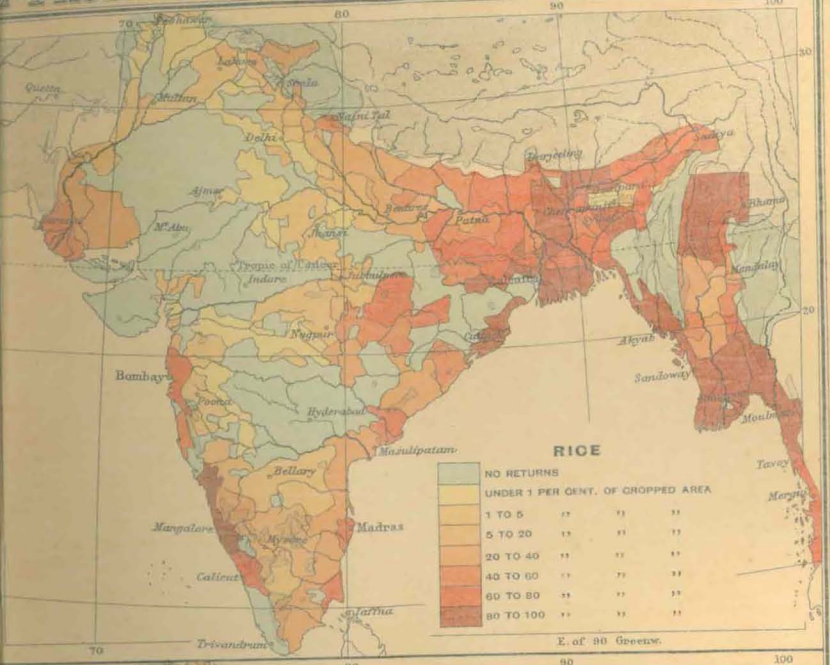 70
80
90
100
Peshawar
30
Lahore
Simla
Quetta
Multan
Naini Tal
Delhi
Sadiya
Darjeeling
Ajmer
Benares
Bhamo
Patna
Mt. Abu
Jhansi
Tropic of Cancer
Jubbulpore
Indore
Calcutta
Mandalay
20
Nagpur
Akyab
Bombay
Sandoway
Poona
Hyderabad
Moulmein
Masulipatam
RICE
Bellary
NO RETURNS
Tavoy
UNDER 1 PER CENT. OF CROPPED AREA
Mergui
1 TO 5 " " "
Mangalore
Madras
5 TO 20 " " "
Mysore
20 TO 40 " " "
Calicut
40 TO 60 " " "
60 TO 80 " " "
Jaffna
80 TO 100 " " "
Trivandrum
E. of 90 Greenw.
70
90
100